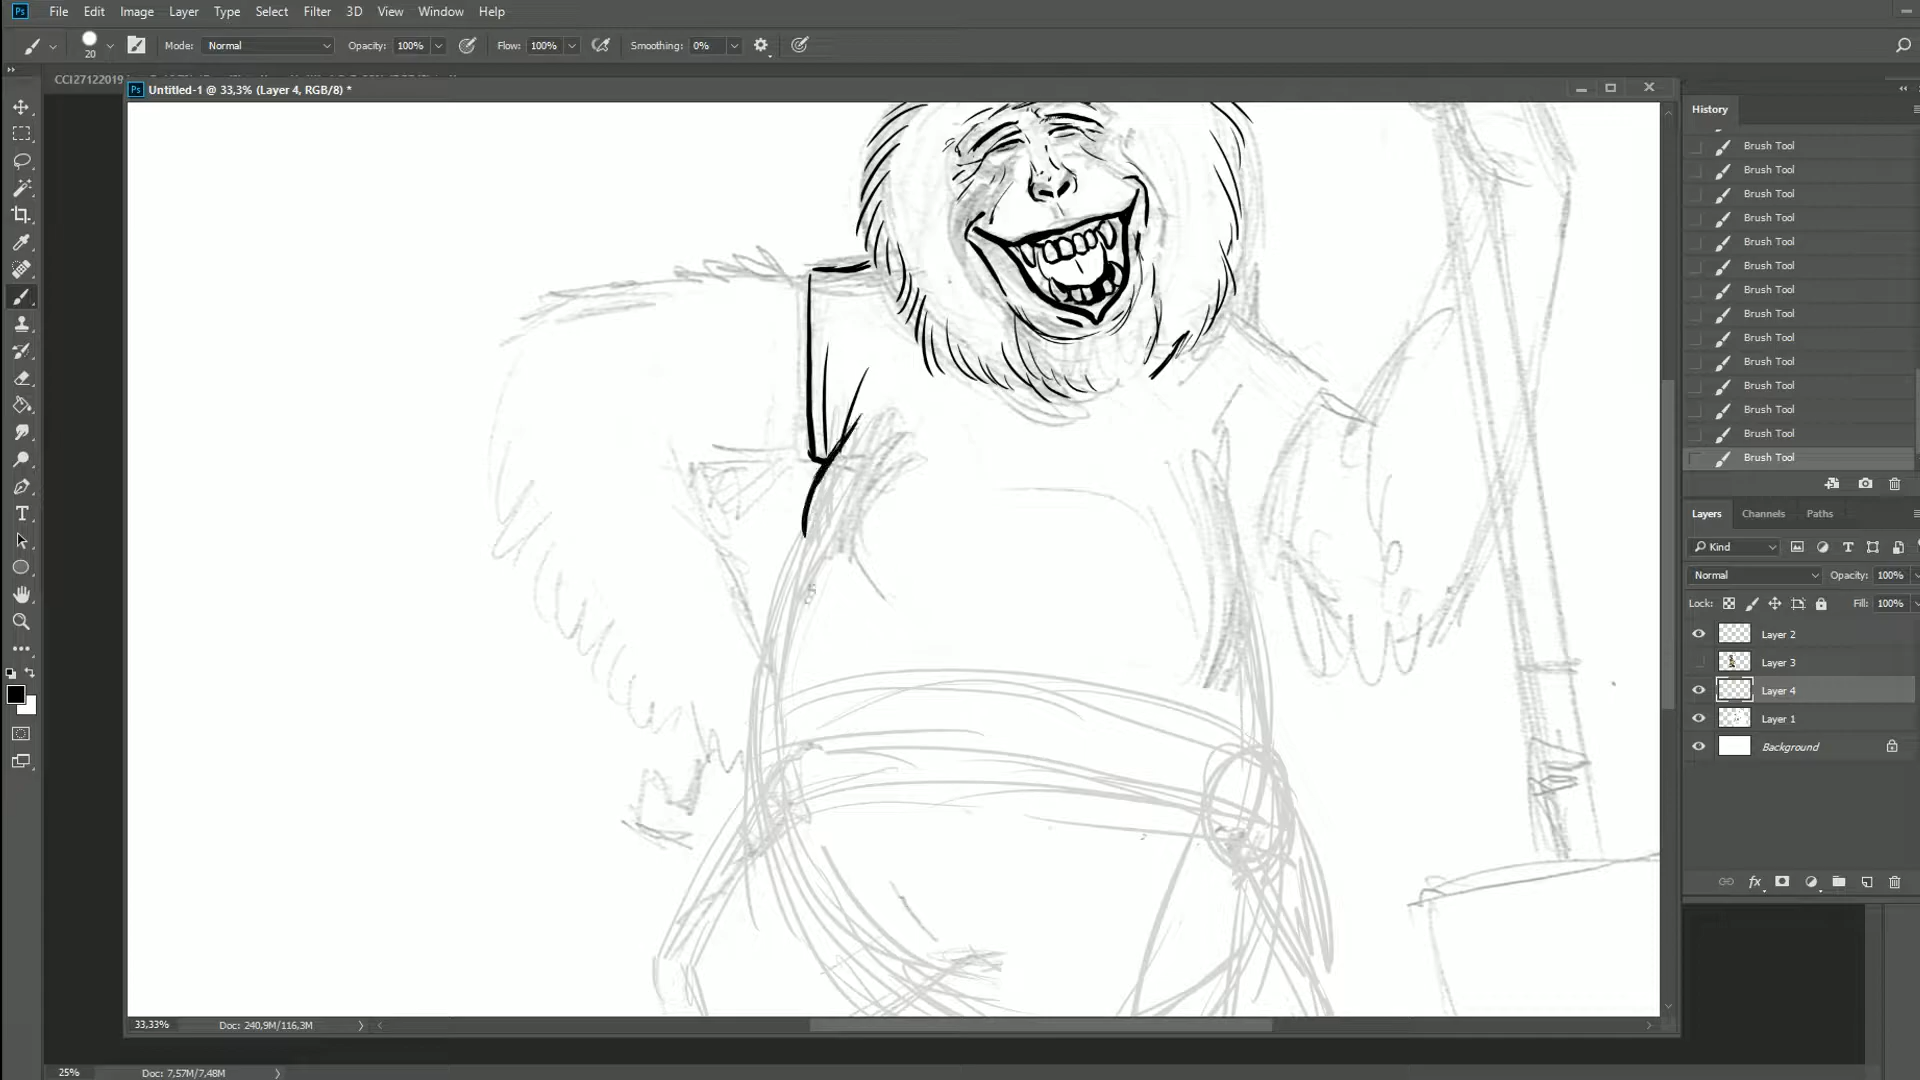 Ps File Edit Image Layer Type Select Filter 3D View Window Help
20 Mode: Normal Opacity: 100% Flow: 100% Smoothing: 0%
CCI27122019
Ps Untitled-1 @ 33,3% (Layer 4, RGB/8) *
History
Brush Tool
Brush Tool
Brush Tool
Brush Tool
Brush Tool
Brush Tool
Brush Tool
Brush Tool
Brush Tool
Brush Tool
Brush Tool
Brush Tool
Brush Tool
Brush Tool
Layers Channels Paths
Kind
Normal Opacity: 100%
Lock: Fill: 100%
Layer 2
Layer 3
Layer 4
Layer 1
Background
33,33% Doc: 240,9M/116,3M
25% Doc: 7,57M/7,48M